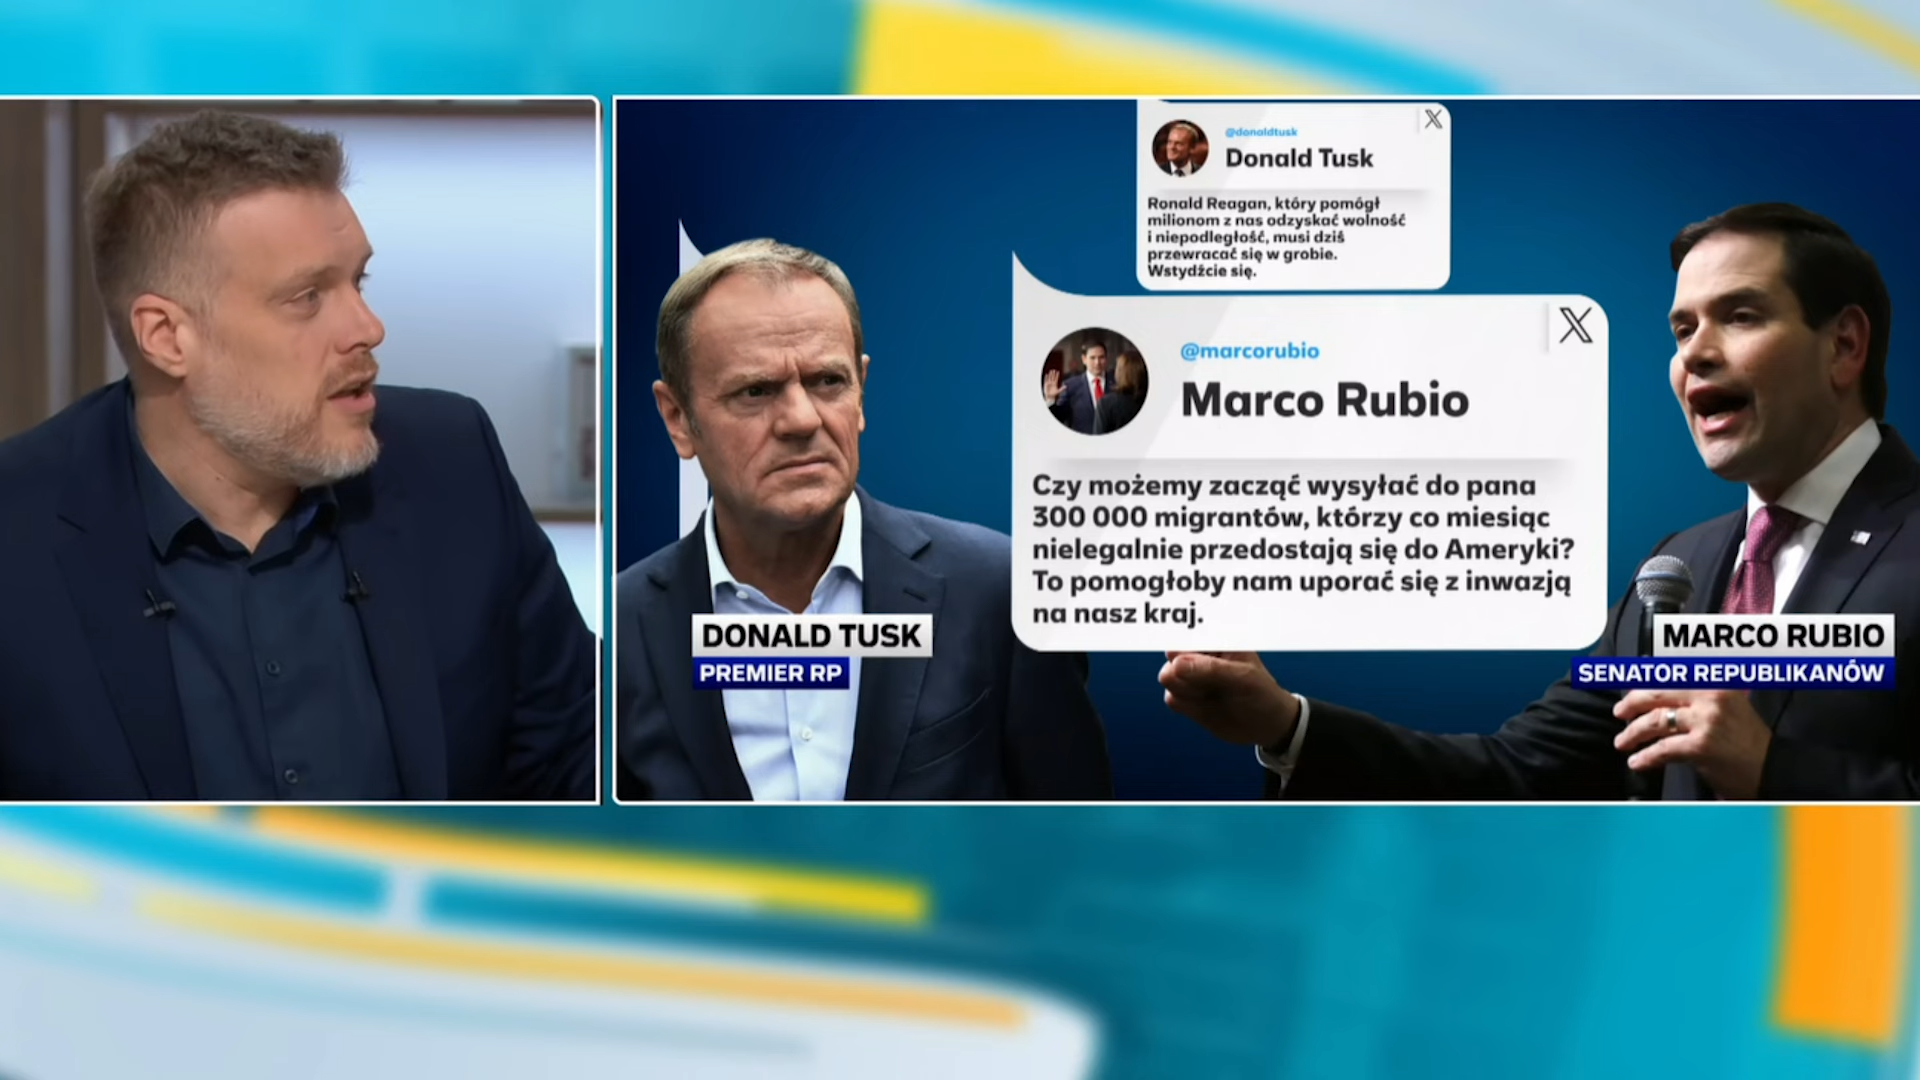 @donaldtusk
Donald Tusk
Ronald Reagan, który pomógł
milionom z nas odzyskać wolność
i niepodległość, musi dziś
przewracać się w grobie.
Wstydźcie się.
@marcorubio
Marco Rubio
Czy możemy zacząć wysyłać do pana
300 000 migrantów, którzy co miesiąc
nielegalnie przedostają się do Ameryki?
To pomogłoby nam uporać się z inwazją
na nasz kraj.
DONALD TUSK
PREMIER RP
MARCO RUBIO
SENATOR REPUBLIKANÓW